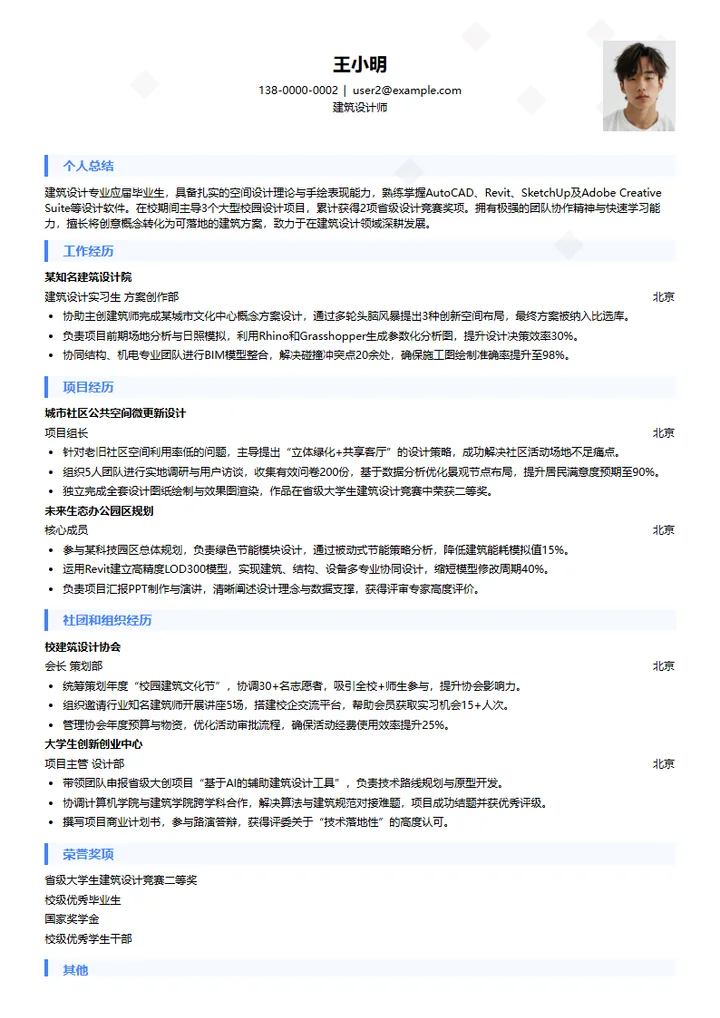 王小明
138-0000-0002 | user2@example.com
建筑设计师
个人总结
建筑设计专业应届毕业生，具备扎实的空间设计理论与手绘表现能力，熟练掌握AutoCAD、Revit、SketchUp及Adobe Creative
Suite等设计软件。在校期间主导3个大型校园设计项目，累计获得2项省级设计竞赛奖项。拥有极强的团队协作精神与快速学习能
力，擅长将创意概念转化为可落地的建筑方案，致力于在建筑设计领域深耕发展。
工作经历
某知名建筑设计院
建筑设计实习生 方案创作部 北京
• 协助主创建筑师完成某城市文化中心概念方案设计，通过多轮头脑风暴提出3种创新空间布局，最终方案被纳入比选库。
• 负责项目前期场地分析与日照模拟，利用Rhino和Grasshopper生成参数化分析图，提升设计决策效率30%。
• 协同结构、机电专业团队进行BIM模型整合，解决碰撞冲突点20余处，确保施工图绘制准确率提升至98%。
项目经历
城市社区公共空间微更新设计
项目组长 北京
• 针对老旧社区空间利用率低的问题，主导提出“立体绿化+共享客厅”的设计策略，成功解决社区活动场地不足痛点。
• 组织5人团队进行实地调研与用户访谈，收集有效问卷200份，基于数据分析优化景观节点布局，提升居民满意度预期至90%。
• 独立完成全套设计图纸绘制与效果图渲染，作品在省级大学生建筑设计竞赛中荣获二等奖。
未来生态办公园区规划
核心成员 北京
• 参与某科技园区总体规划，负责绿色节能模块设计，通过被动式节能策略分析，降低建筑能耗模拟值15%。
• 运用Revit建立高精度LOD300模型，实现建筑、结构、设备多专业协同设计，缩短模型修改周期40%。
• 负责项目汇报PPT制作与演讲，清晰阐述设计理念与数据支撑，获得评审专家高度评价。
社团和组织经历
校建筑设计协会
会长 策划部 北京
• 统筹策划年度“校园建筑文化节”，协调30+名志愿者，吸引全校+师生参与，提升协会影响力。
• 组织邀请行业知名建筑师开展讲座5场，搭建校企交流平台，帮助会员获取实习机会15+人次。
• 管理协会年度预算与物资，优化活动审批流程，确保活动经费使用效率提升25%。
大学生创新创业中心
项目主管 设计部 北京
• 带领团队申报省级大创项目“基于AI的辅助建筑设计工具”，负责技术路线规划与原型开发。
• 协调计算机学院与建筑学院跨学科合作，解决算法与建筑规范对接难题，项目成功结题并获优秀评级。
• 撰写项目商业计划书，参与路演答辩，获得评委关于“技术落地性”的高度认可。
荣誉奖项
省级大学生建筑设计竞赛二等奖
校级优秀毕业生
国家奖学金
校级优秀学生干部
其他